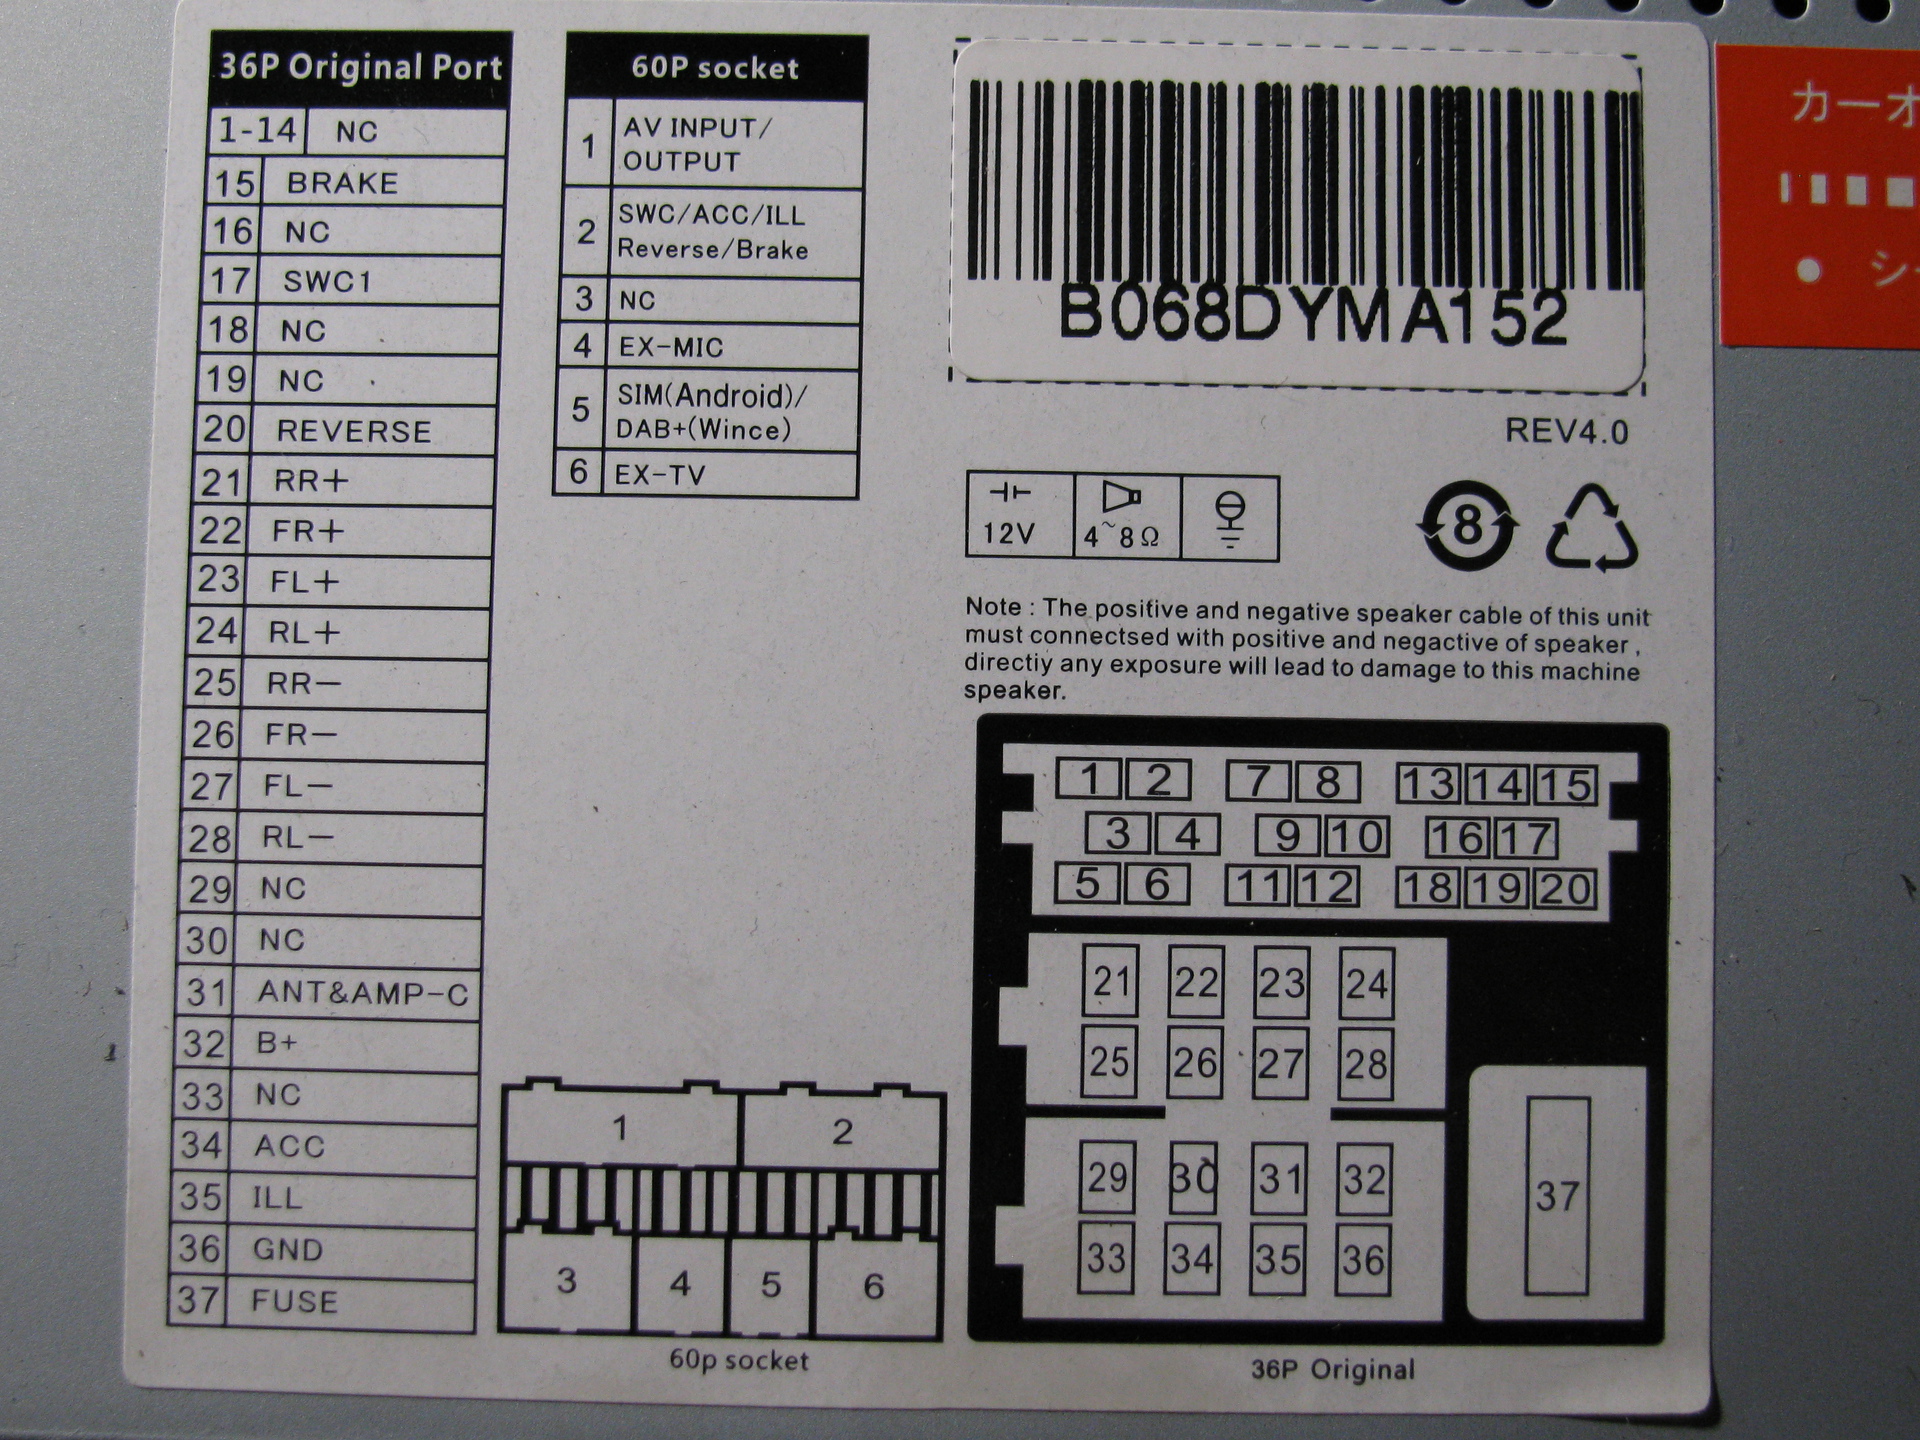 36P Original Port
1-14 NC
15 BRAKE
16 NC
17 SWC1
18 NC
19 NC
20 REVERSE
21 RR+
22 FR+
23 FL+
24 RL+
25 RR−
26 FR−
27 FL−
28 RL−
29 NC
30 NC
31 ANT&AMP-C
32 B+
33 NC
34 ACC
35 ILL
36 GND
37 FUSE
60P socket
1 AV INPUT/
OUTPUT
2 SWC/ACC/ILL
Reverse/Brake
3 NC
4 EX-MIC
5 SIM(Android)/
DAB+(Wince)
6 EX-TV
1 2
3 4 5 6
60p socket
B068DYMA152
REV4.0
12V 4~8Ω
8
Note : The positive and negative speaker cable of this unit
must connectsed with positive and negactive of speaker ,
directiy any exposure will lead to damage to this machine
speaker.
1 2 7 8 13 14 15
3 4 9 10 16 17
5 6 11 12 18 19 20
21 22 23 24
25 26 27 28
29 30 31 32
33 34 35 36
37
36P Original
カーオ
シ